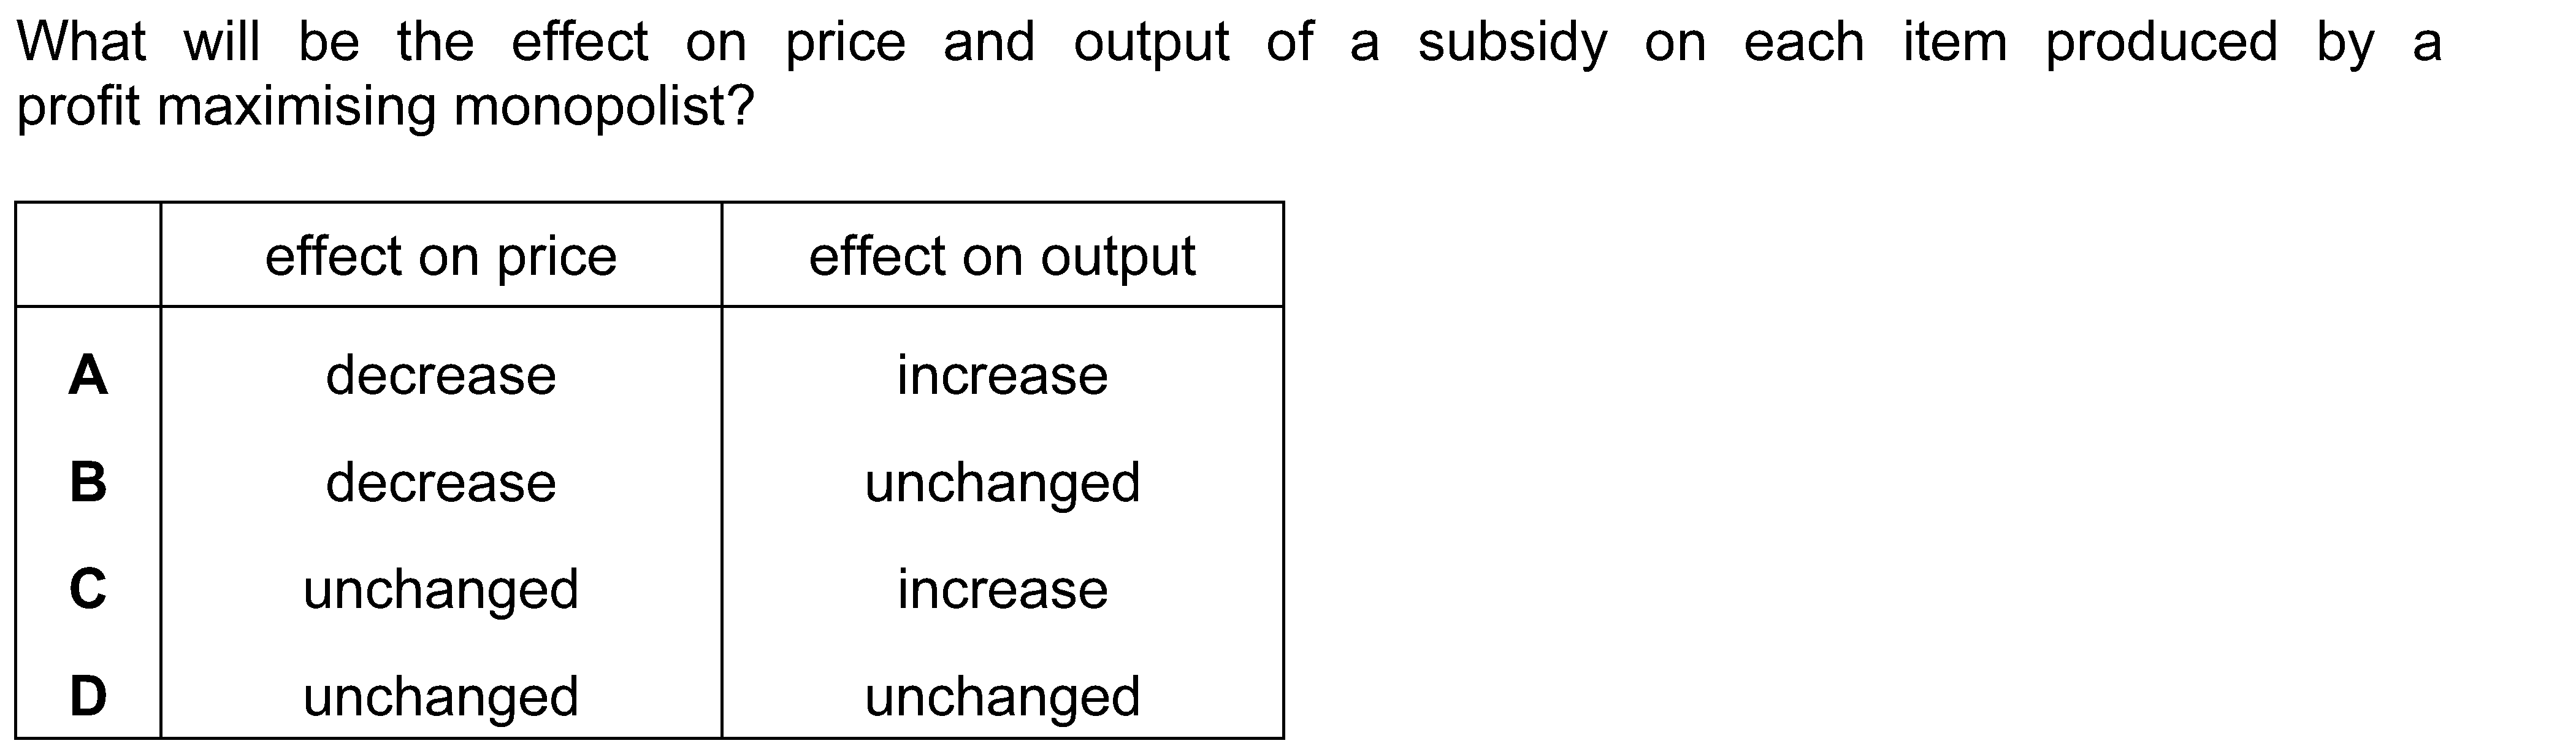 What will be the effect on price and output of a subsidy on each item produced by a
profit maximising monopolist?
effect on price effect on output
A decrease increase
B decrease unchanged
C unchanged increase
D unchanged unchanged